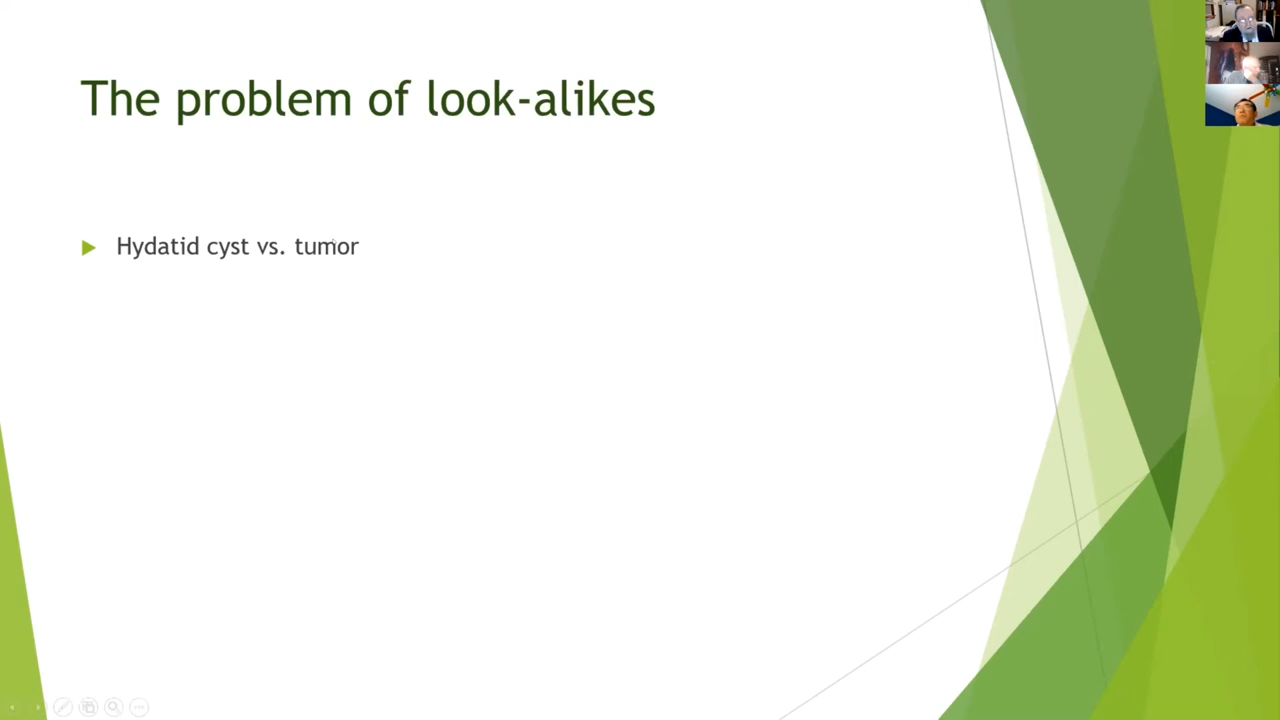 The problem of look-alikes
Hydatid cyst vs. tumor